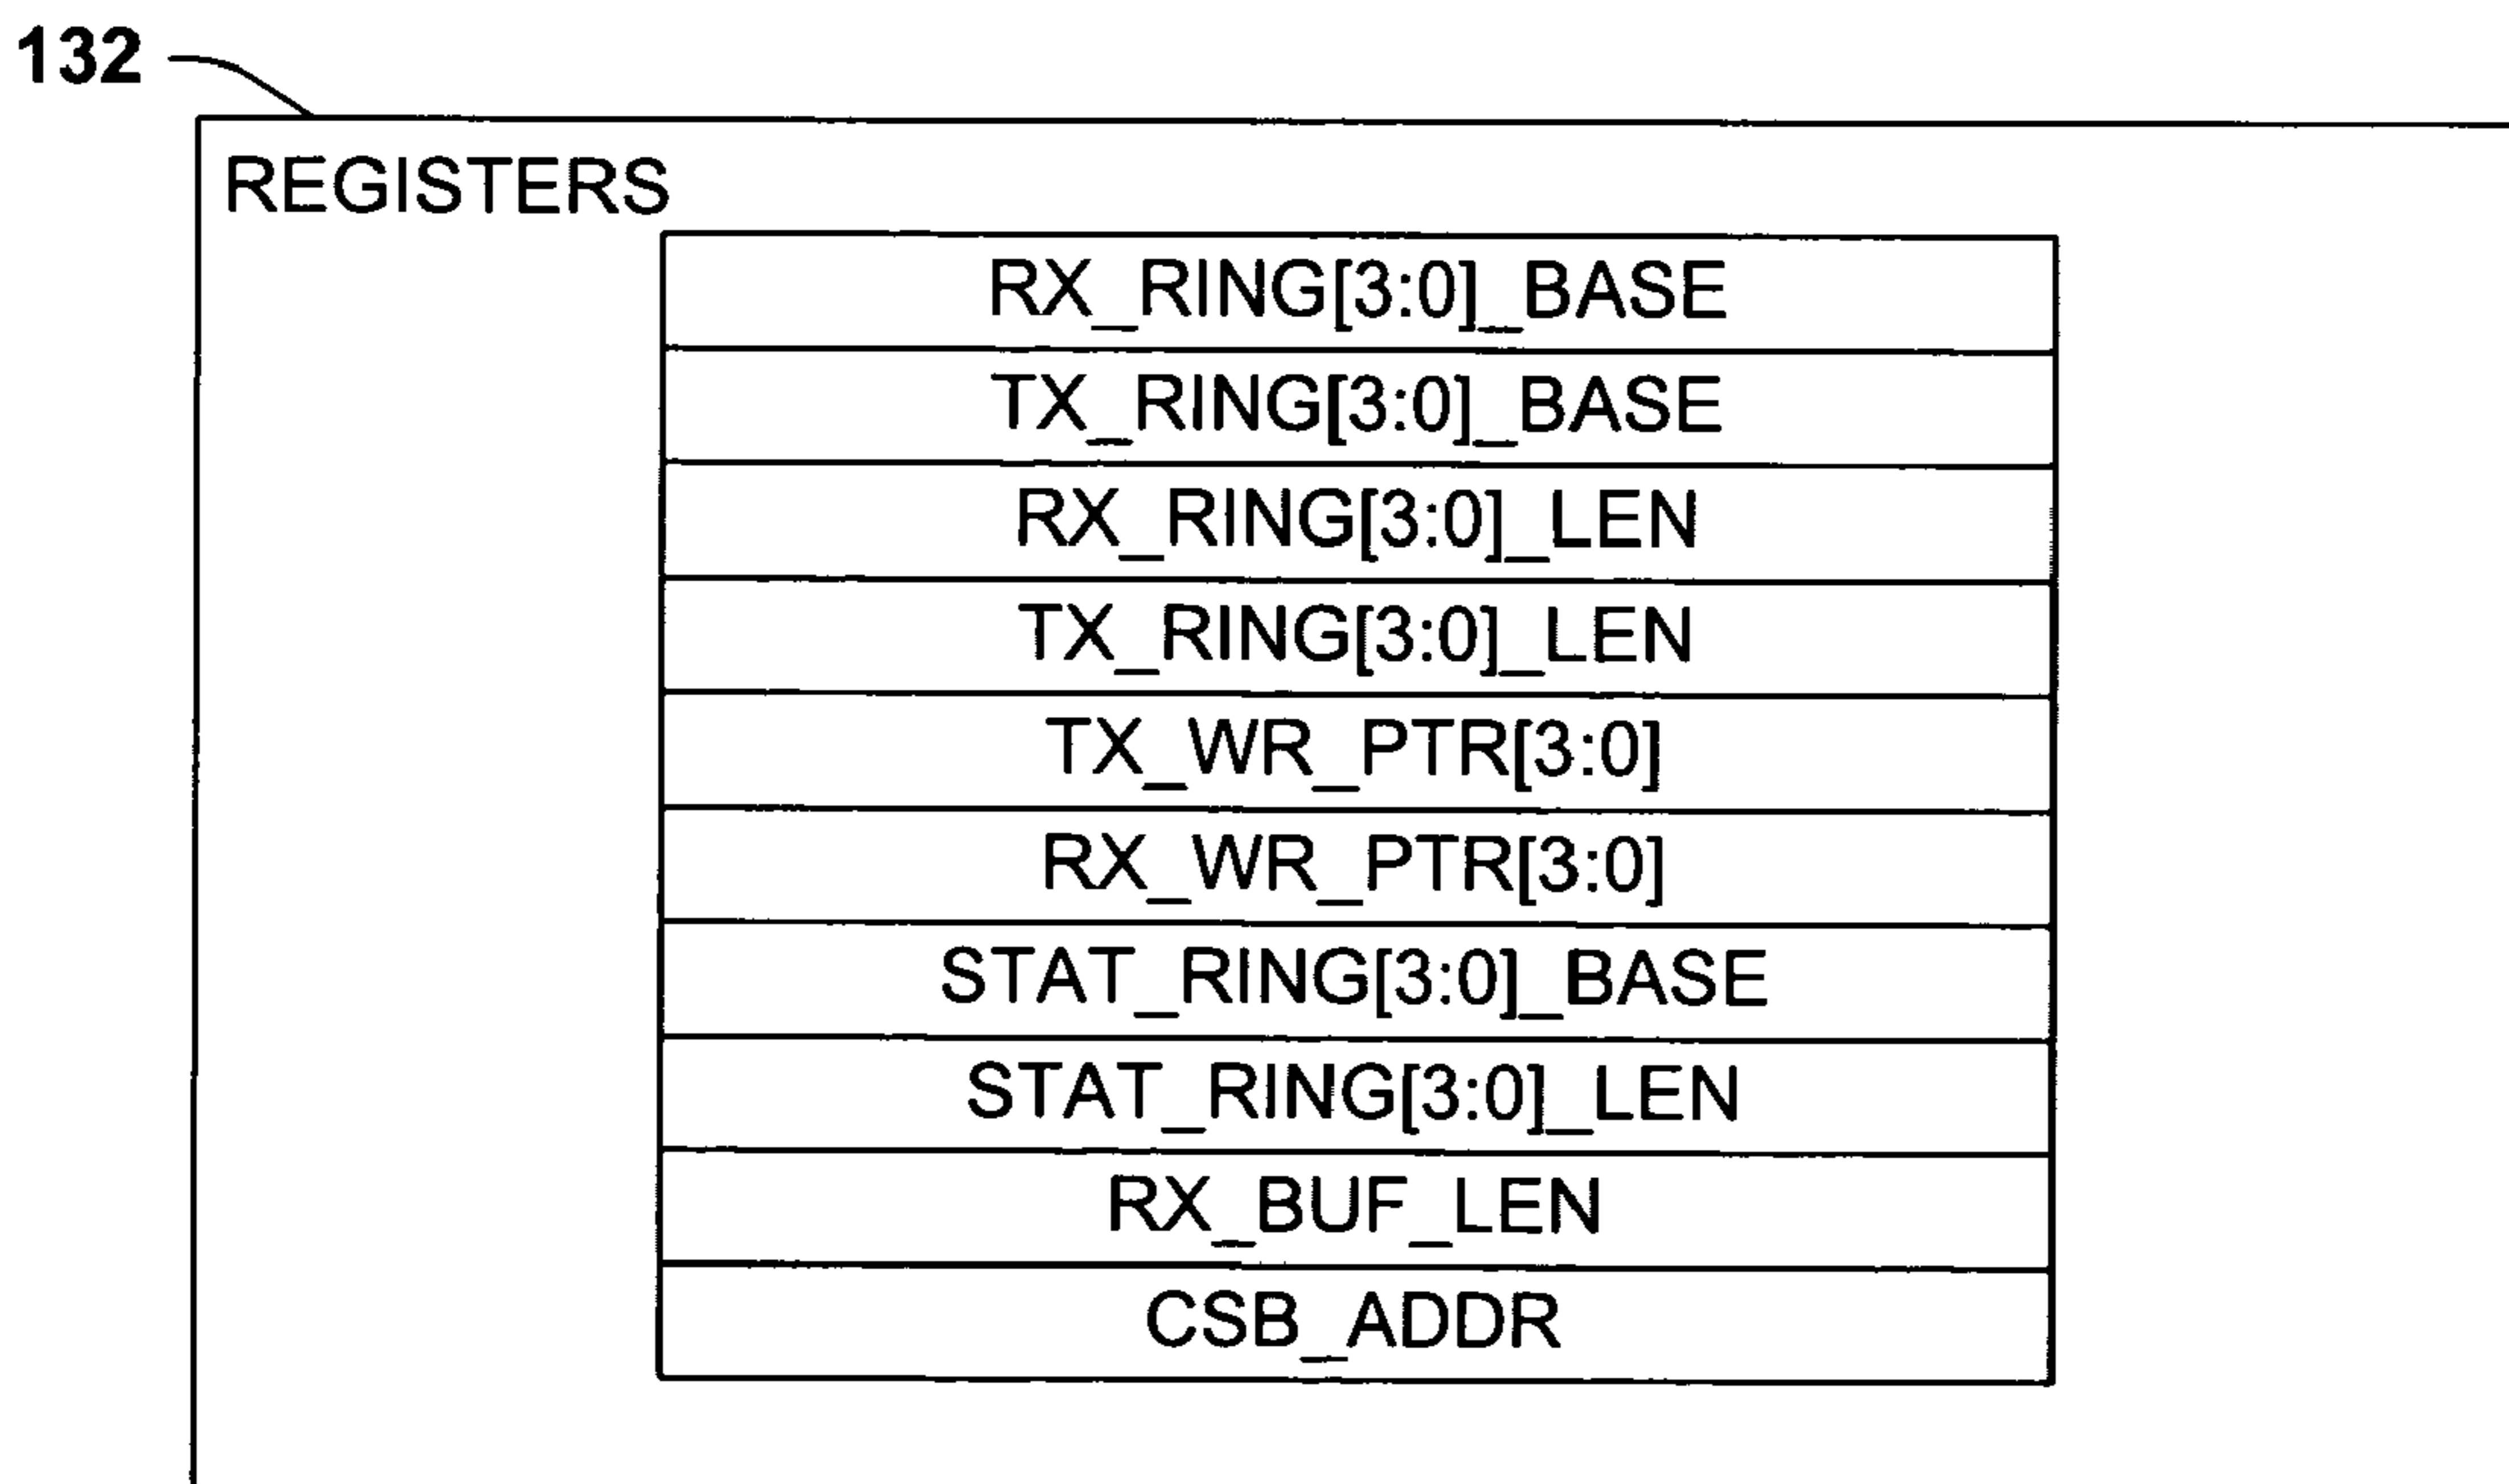 132
REGISTERS
RX_RING[3:0]_BASE
TX_RING[3:0]_BASE
RX_RING[3:0]_LEN
TX_RING[3:0]_LEN
TX_WR_PTR[3:0]
RX_WR_PTR[3:0]
STAT_RING[3:0]_BASE
STAT_RING[3:0]_LEN
RX_BUF_LEN
CSB_ADDR